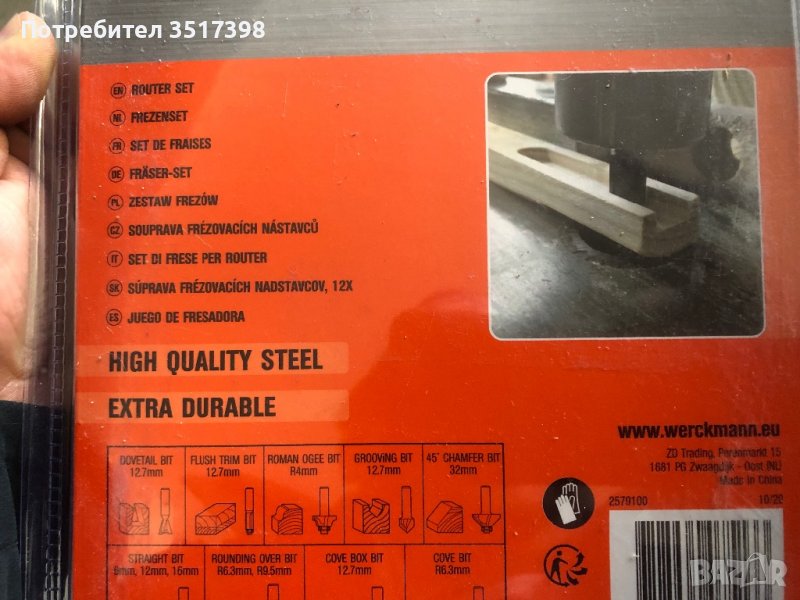 Потребител 3517398
EN ROUTER SET
NL FREZENSET
FR SET DE FRAISES
DE FRÄSER-SET
PL ZESTAW FREZÓW
CZ SOUPRAVA FRÉZOVACÍCH NÁSTAVCŮ
IT SET DI FRESE PER ROUTER
SK SÚPRAVA FRÉZOVACÍCH NADSTAVCOV, 12X
ES JUEGO DE FRESADORA
HIGH QUALITY STEEL
EXTRA DURABLE
www.werckmann.eu
ZD Trading, Perenmarkt 15
1681 PG Zwaagdijk - Oost (NL)
Made in China
2579100 10/20
DOVETAIL BIT
12.7mm
FLUSH TRIM BIT
12.7mm
ROMAN OGEE BIT
R4mm
GROOVING BIT
12.7mm
45° CHAMFER BIT
32mm
STRAIGHT BIT
6mm, 12mm, 16mm
ROUNDING OVER BIT
R6.3mm, R9.5mm
COVE BOX BIT
12.7mm
COVE BIT
R6.3mm
BAZAR